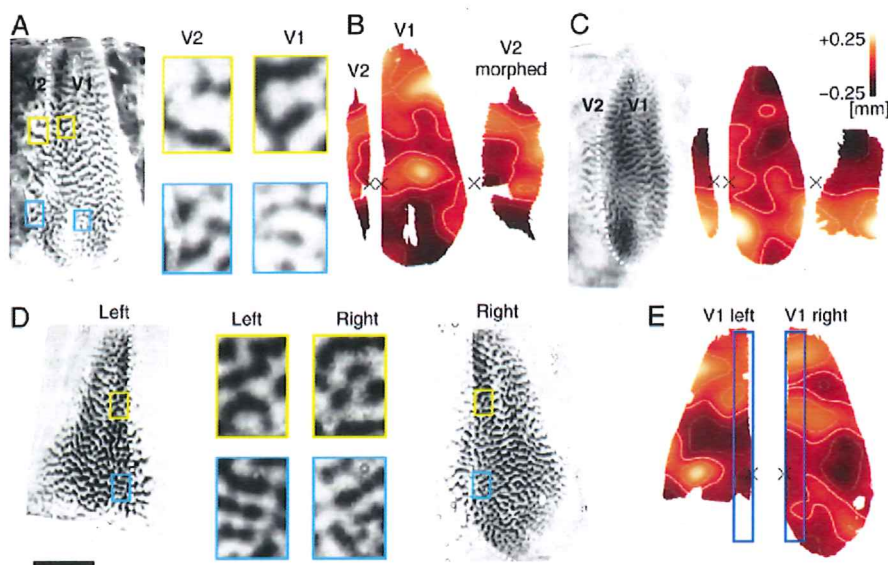 A
V2
V1
V2
V1
B
V1
V2
V2
morphed
C
V2
V1
+0.25
−0.25
[mm]
D
Left
Left
Right
Right
E
V1 left
V1 right